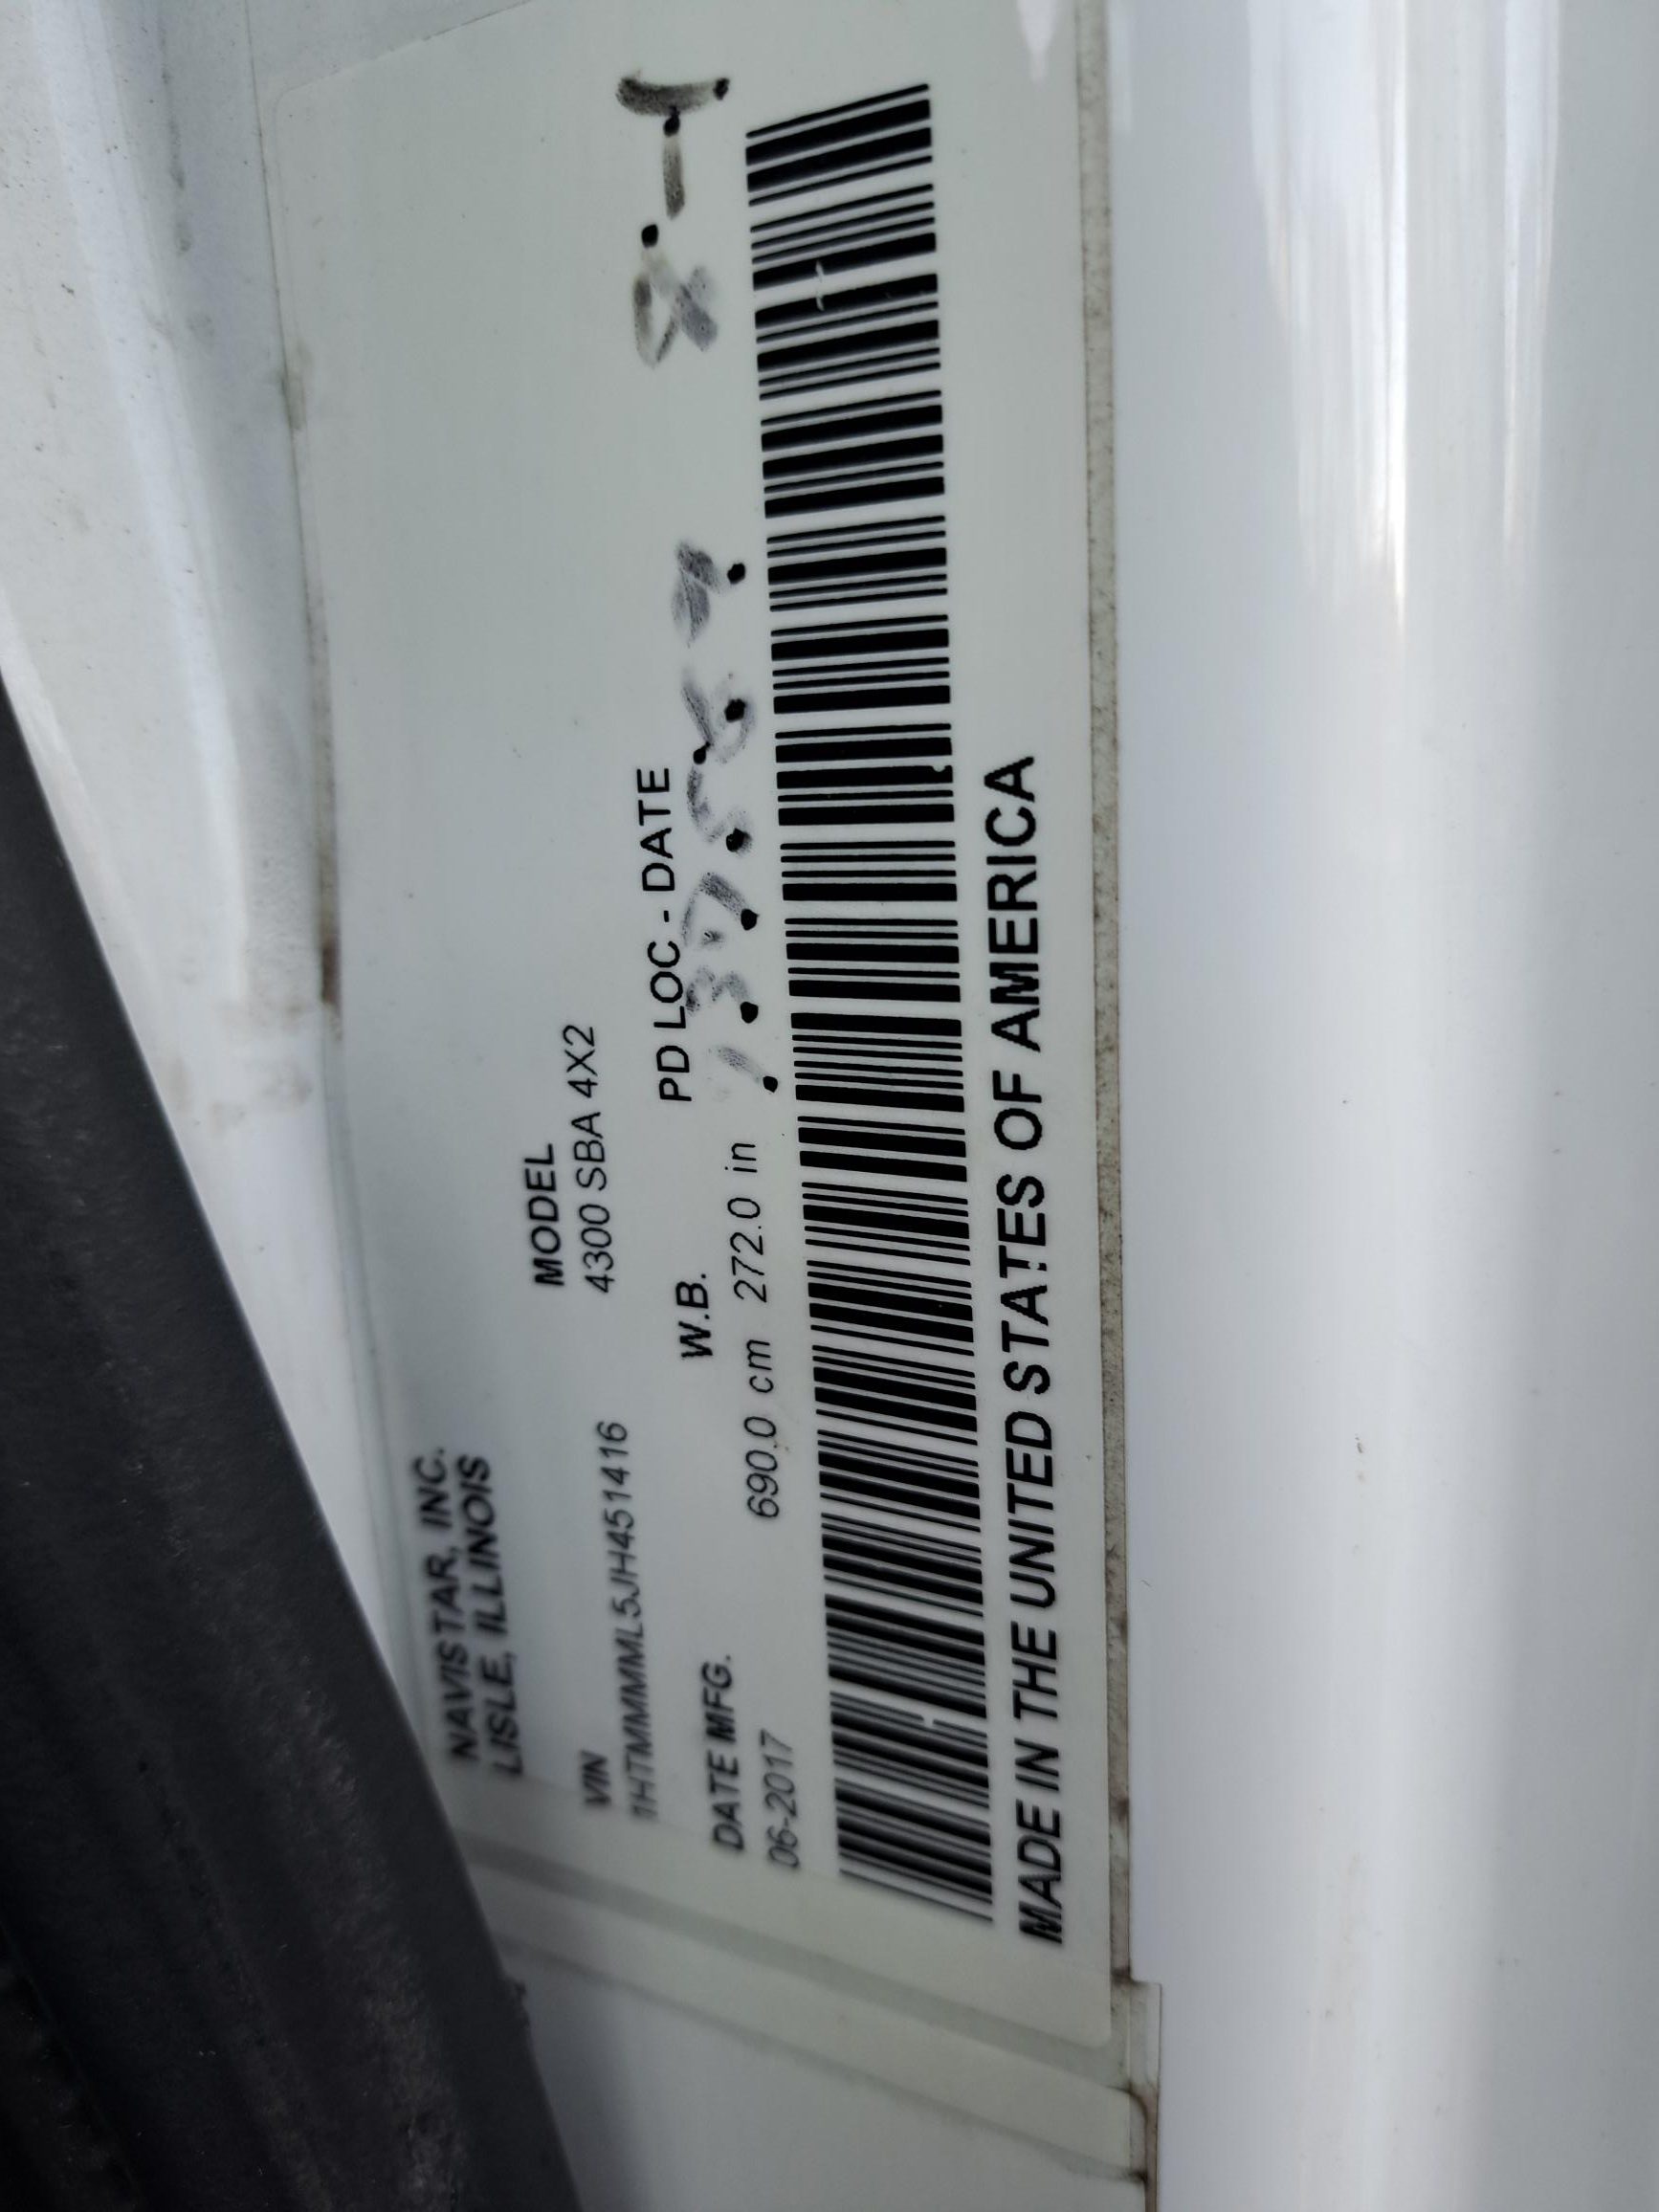 NAVISTAR, INC.
LISLE, ILLINOIS
VIN MODEL
1HTMMMML5JH451416 4300 SBA 4X2
DATE MFG. W.B. PD LOC - DATE
06-2017 690.0 cm 272.0 in
MADE IN THE UNITED STATES OF AMERICA